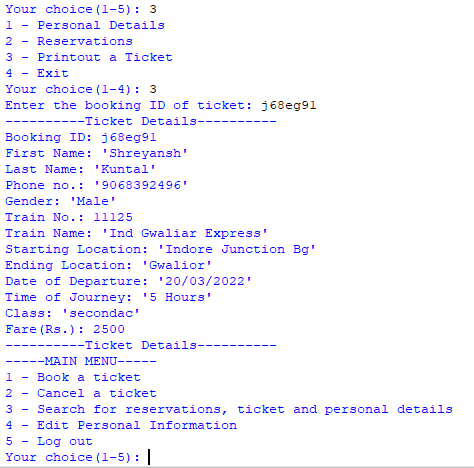 Your choice(1-5): 3
1 - Personal Details
2 - Reservations
3 - Printout a Ticket
4 - Exit
Your choice(1-4): 3
Enter the booking ID of ticket: j68eg91
----------Ticket Details----------
Booking ID: j68eg91
First Name: 'Shreyansh'
Last Name: 'Kuntal'
Phone no.: '9068392496'
Gender: 'Male'
Train No.: 11125
Train Name: 'Ind Gwaliar Express'
Starting Location: 'Indore Junction Bg'
Ending Location: 'Gwalior'
Date of Departure: '20/03/2022'
Time of Journey: '5 Hours'
Class: 'secondac'
Fare(Rs.): 2500
----------Ticket Details----------
-----MAIN MENU-----
1 - Book a ticket
2 - Cancel a ticket
3 - Search for reservations, ticket and personal details
4 - Edit Personal Information
5 - Log out
Your choice(1-5):